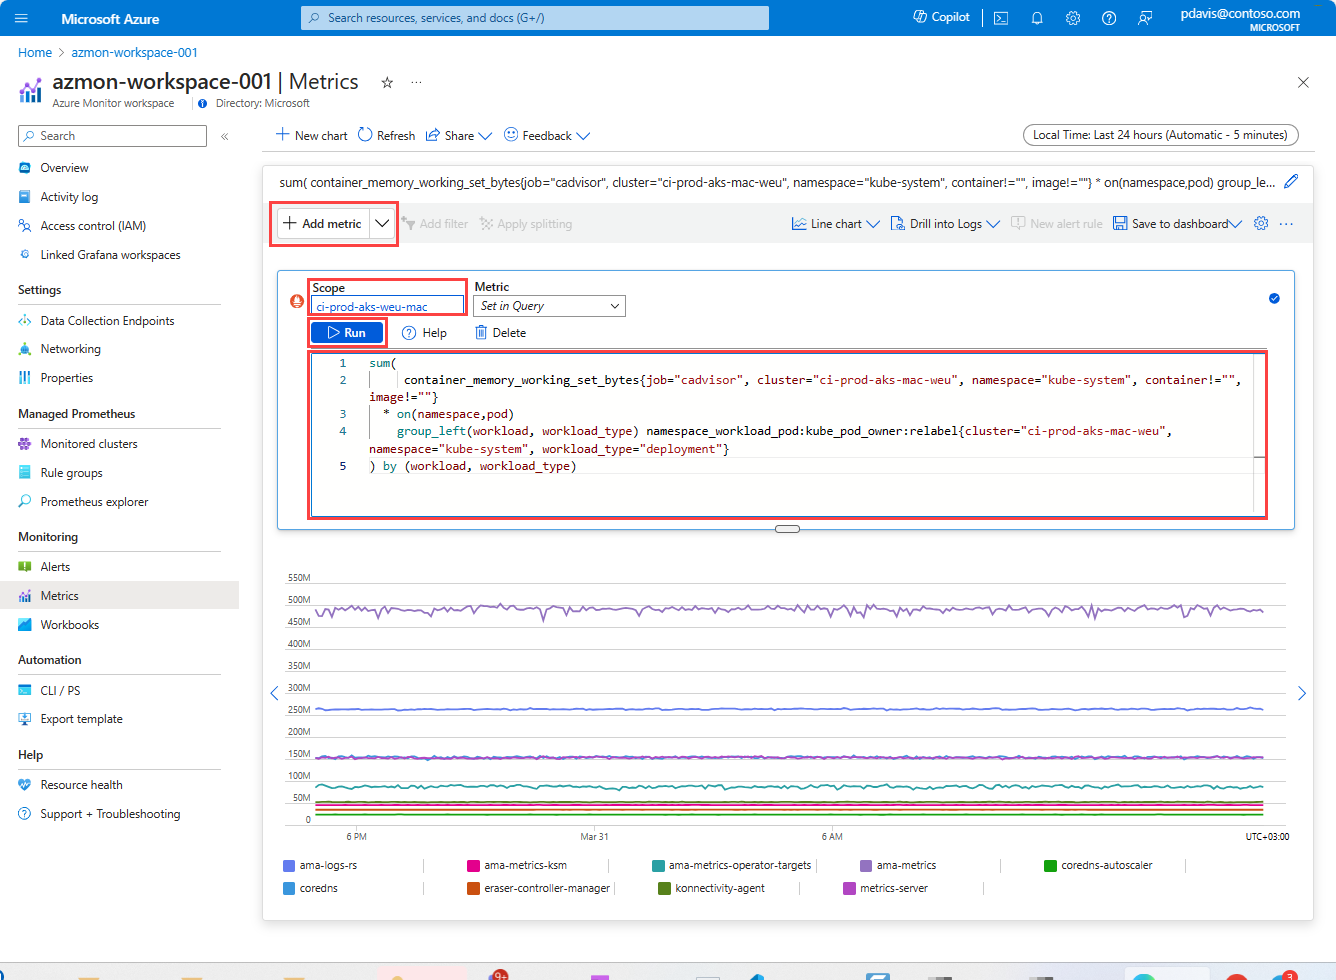 Microsoft Azure
Search resources, services, and docs (G+/)
Copilot
pdavis@contoso.com
MICROSOFT
Home > azmon-workspace-001
azmon-workspace-001 | Metrics
Azure Monitor workspace
Directory: Microsoft
Search
Overview
Activity log
Access control (IAM)
Linked Grafana workspaces
Settings
Data Collection Endpoints
Networking
Properties
Managed Prometheus
Monitored clusters
Rule groups
Prometheus explorer
Monitoring
Alerts
Metrics
Workbooks
Automation
CLI / PS
Export template
Help
Resource health
Support + Troubleshooting
New chart Refresh Share Feedback
Local Time: Last 24 hours (Automatic - 5 minutes)
sum( container_memory_working_set_bytes{job="cadvisor", cluster="ci-prod-aks-mac-weu", namespace="kube-system", container!="", image!=""} * on(namespace,pod) group_le...
Add metric Add filter Apply splitting Line chart Drill into Logs New alert rule Save to dashboard
Scope Metric
ci-prod-aks-weu-mac Set in Query
Run Help Delete
1 sum(
2 container_memory_working_set_bytes{job="cadvisor", cluster="ci-prod-aks-mac-weu", namespace="kube-system", container!="",
image!=""}
3 * on(namespace,pod)
4 group_left(workload, workload_type) namespace_workload_pod:kube_pod_owner:relabel{cluster="ci-prod-aks-mac-weu",
namespace="kube-system", workload_type="deployment"}
5 ) by (workload, workload_type)
550M
500M
450M
400M
350M
300M
250M
200M
150M
100M
50M
0
6 PM Mar 31 6 AM UTC+03:00
ama-logs-rs ama-metrics-ksm ama-metrics-operator-targets ama-metrics coredns-autoscaler
coredns eraser-controller-manager konnectivity-agent metrics-server
9+
3